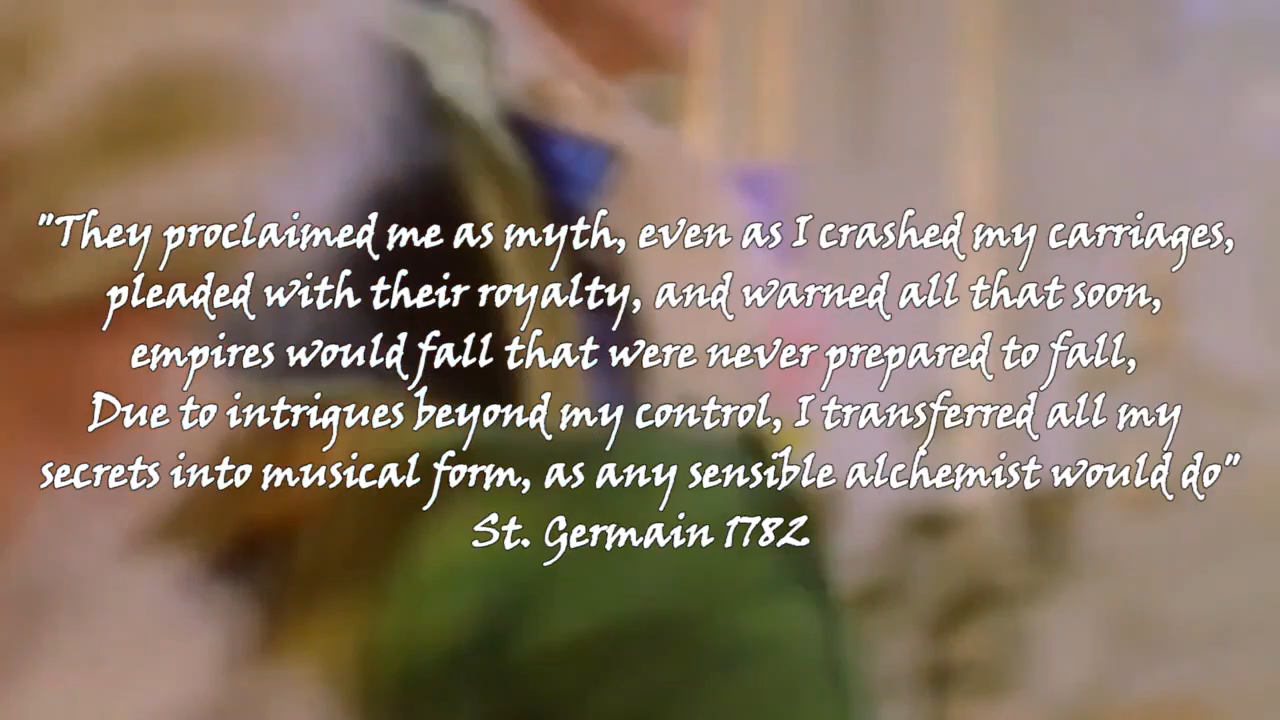 "They proclaimed me as myth, even as I crashed my carriages,
pleaded with their royalty, and warned all that soon,
empires would fall that were never prepared to fall,
Due to intrigues beyond my control, I transferred all my
secrets into musical form, as any sensible alchemist would do"
St. Germain 1782